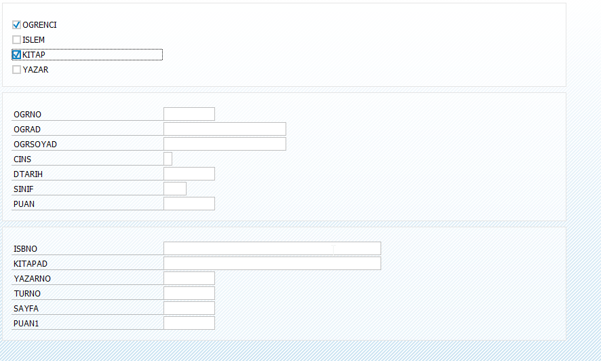 OGRENCI
ISLEM
KITAP
YAZAR
OGRNO
OGRAD
OGRSOYAD
CINS
DTARIH
SINIF
PUAN
ISBNO
KITAPAD
YAZARNO
TURNO
SAYFA
PUAN1